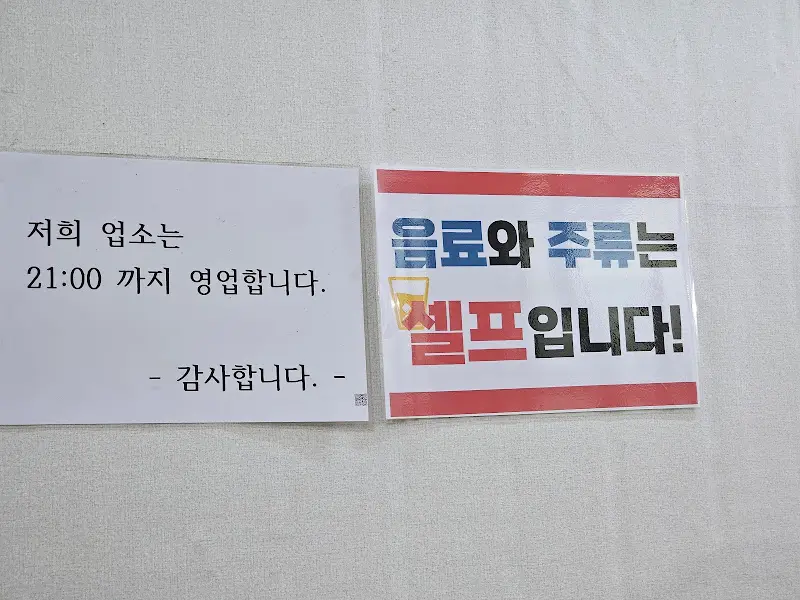 저희 업소는
21:00 까지 영업합니다.
- 감사합니다. -
음료와 주류는
셀프입니다!